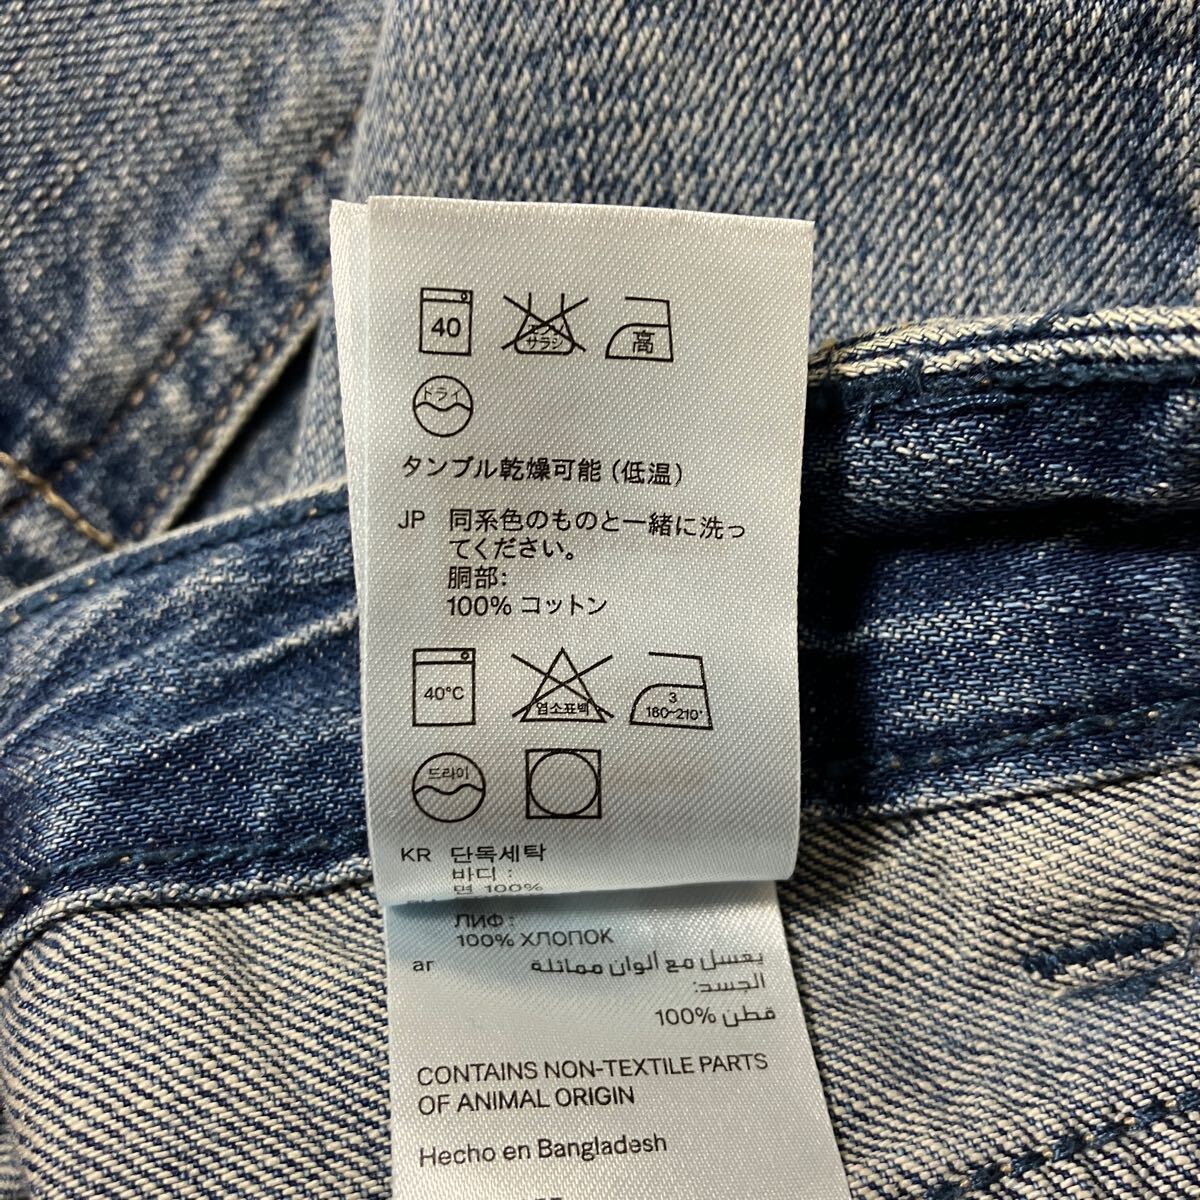 40
エンソ
サラシ
高
ドライ
タンブル乾燥可能 (低温)
JP 同系色のものと一緒に洗っ
てください。
胴部:
100% コットン
40°C
염소표백
3
180~210°
드라이
KR 단독세탁
바디 :
면 100%
ЛИФ :
100% ХЛОПОК
ar يغسل مع ألوان مماثلة
الجسد:
100% قطن
CONTAINS NON-TEXTILE PARTS
OF ANIMAL ORIGIN
Hecho en Bangladesh